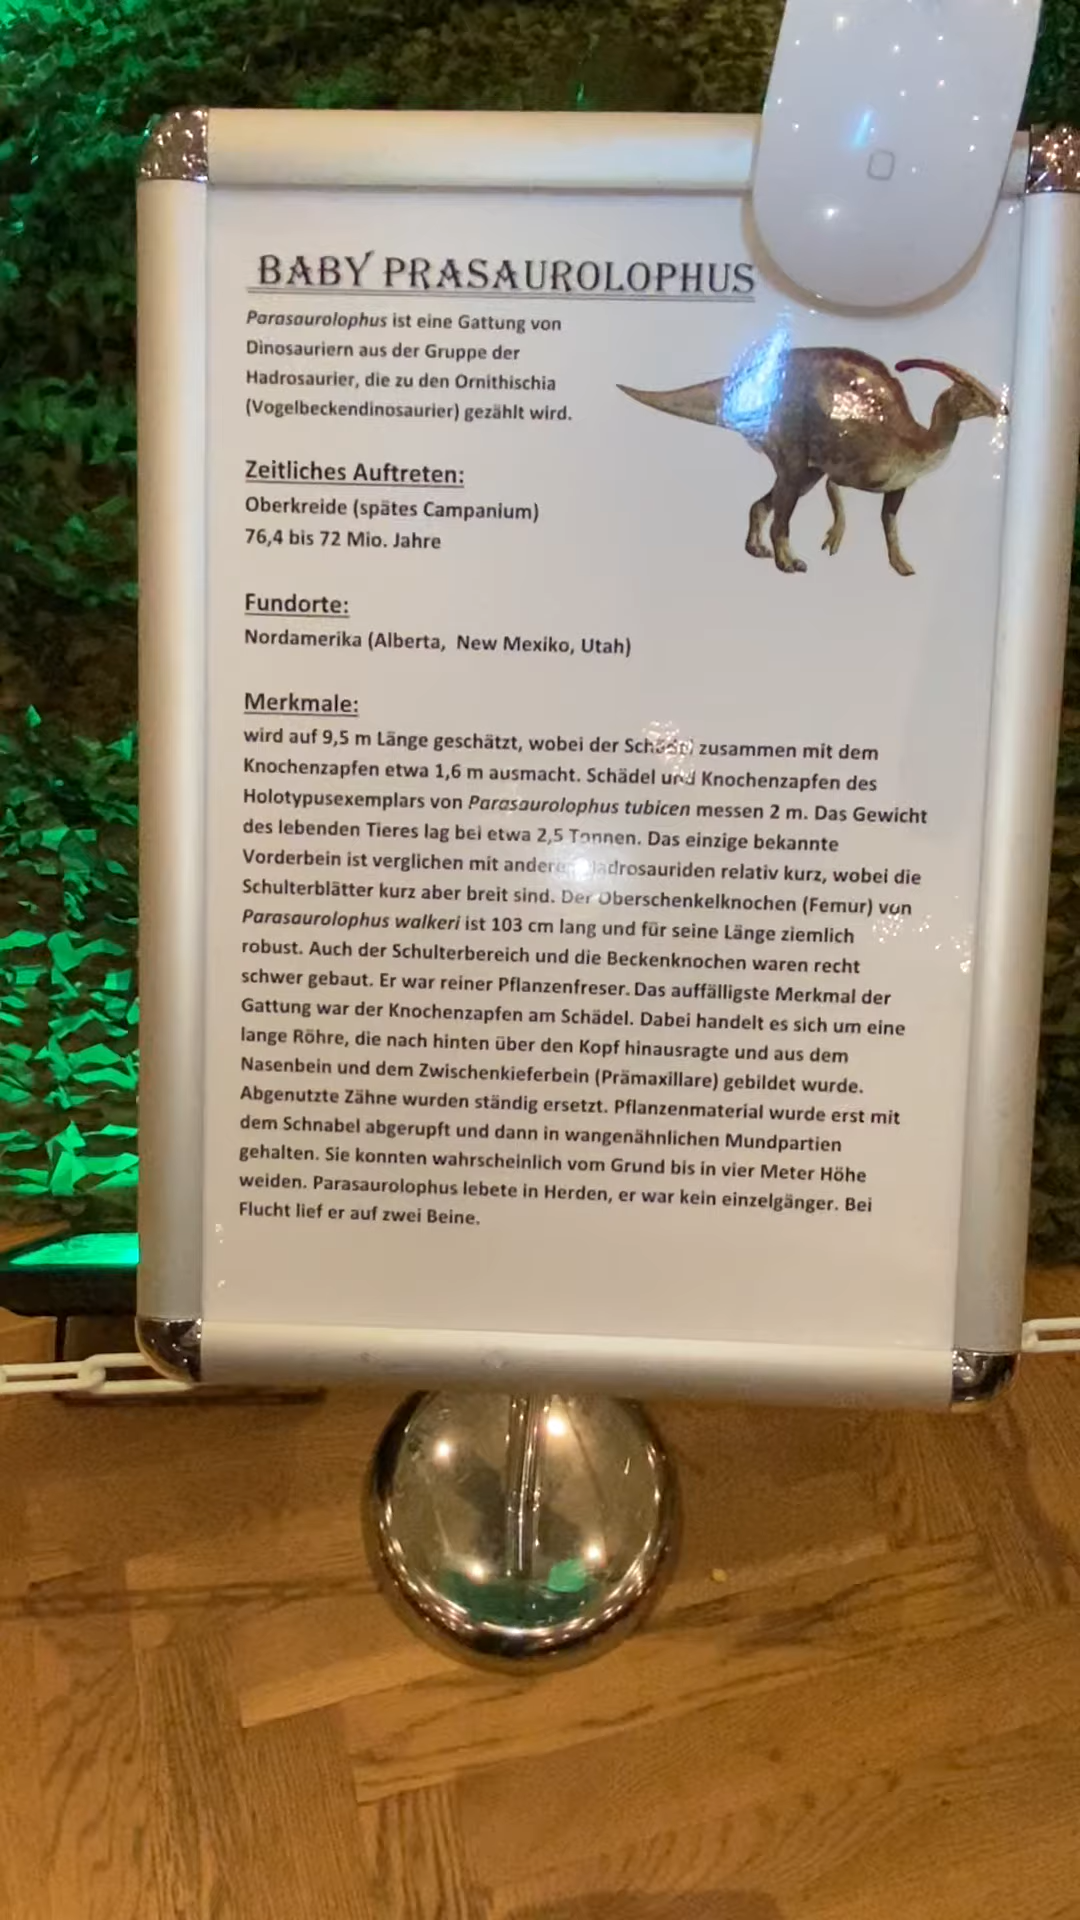 BABY PRASAUROLOPHUS
Parasaurolophus ist eine Gattung von
Dinosauriern aus der Gruppe der
Hadrosaurier, die zu den Ornithischia
(Vogelbeckendinosaurier) gezählt wird.
Zeitliches Auftreten:
Oberkreide (spätes Campanium)
76,4 bis 72 Mio. Jahre
Fundorte:
Nordamerika (Alberta, New Mexiko, Utah)
Merkmale:
wird auf 9,5 m Länge geschätzt, wobei der Schädel zusammen mit dem
Knochenzapfen etwa 1,6 m ausmacht. Schädel und Knochenzapfen des
Holotypusexemplars von Parasaurolophus tubicen messen 2 m. Das Gewicht
des lebenden Tieres lag bei etwa 2,5 Tonnen. Das einzige bekannte
Vorderbein ist verglichen mit relativ kurz, wobei die
Schulterblätter kurz aber breit sind. Der Oberschenkelknochen (Femur) von
Parasaurolophus walkeri ist 103 cm lang und für seine Länge ziemlich
robust. Auch der Schulterbereich und die Beckenknochen waren recht
schwer gebaut. Er war reiner Pflanzenfreser. Das auffälligste Merkmal der
Gattung war der Knochenzapfen am Schädel. Dabei handelt es sich um eine
lange Röhre, die nach hinten über den Kopf hinausragte und aus dem
Nasenbein und dem Zwischenkieferbein (Prämaxillare) gebildet wurde.
Abgenutzte Zähne wurden ständig ersetzt. Pflanzenmaterial wurde erst mit
dem Schnabel abgerupft und dann in wangenähnlichen Mundpartien
gehalten. Sie konnten wahrscheinlich vom Grund bis in vier Meter Höhe
weiden. Parasaurolophus lebete in Herden, er war kein einzelgänger. Bei
Flucht lief er auf zwei Beine.